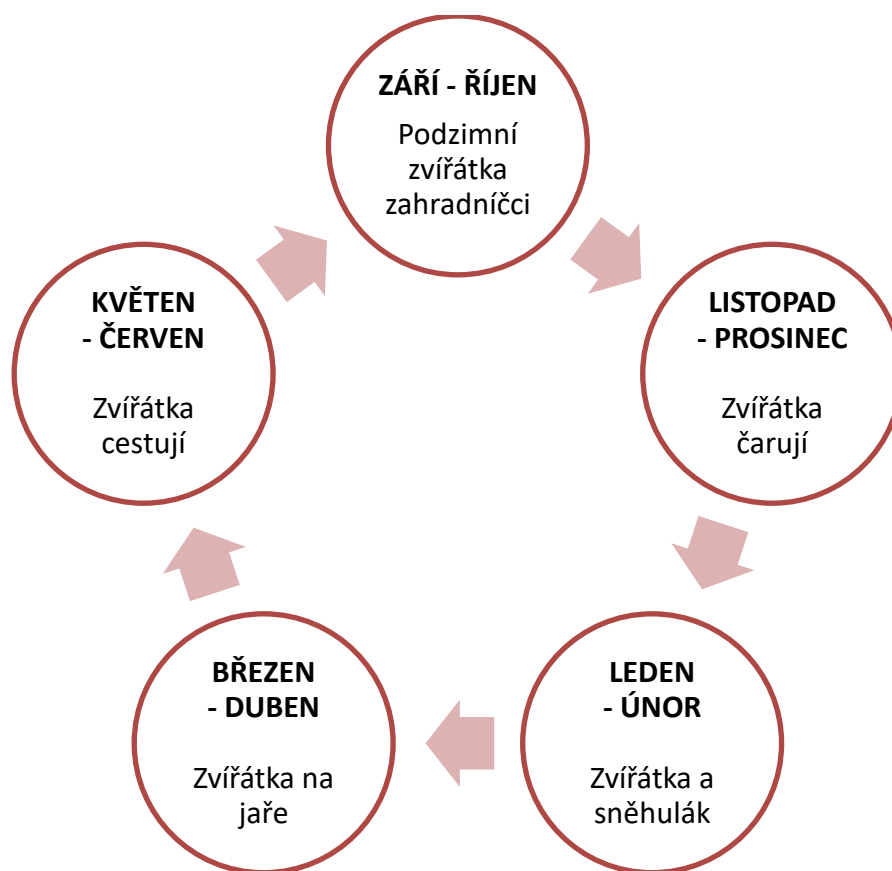 ZÁŘÍ - ŘÍJEN
Podzimní
zvířátka
zahradníčci
LISTOPAD
- PROSINEC
Zvířátka
čarují
LEDEN
- ÚNOR
Zvířátka a
sněhulák
BŘEZEN
- DUBEN
Zvířátka na
jaře
KVĚTEN
- ČERVEN
Zvířátka
cestují